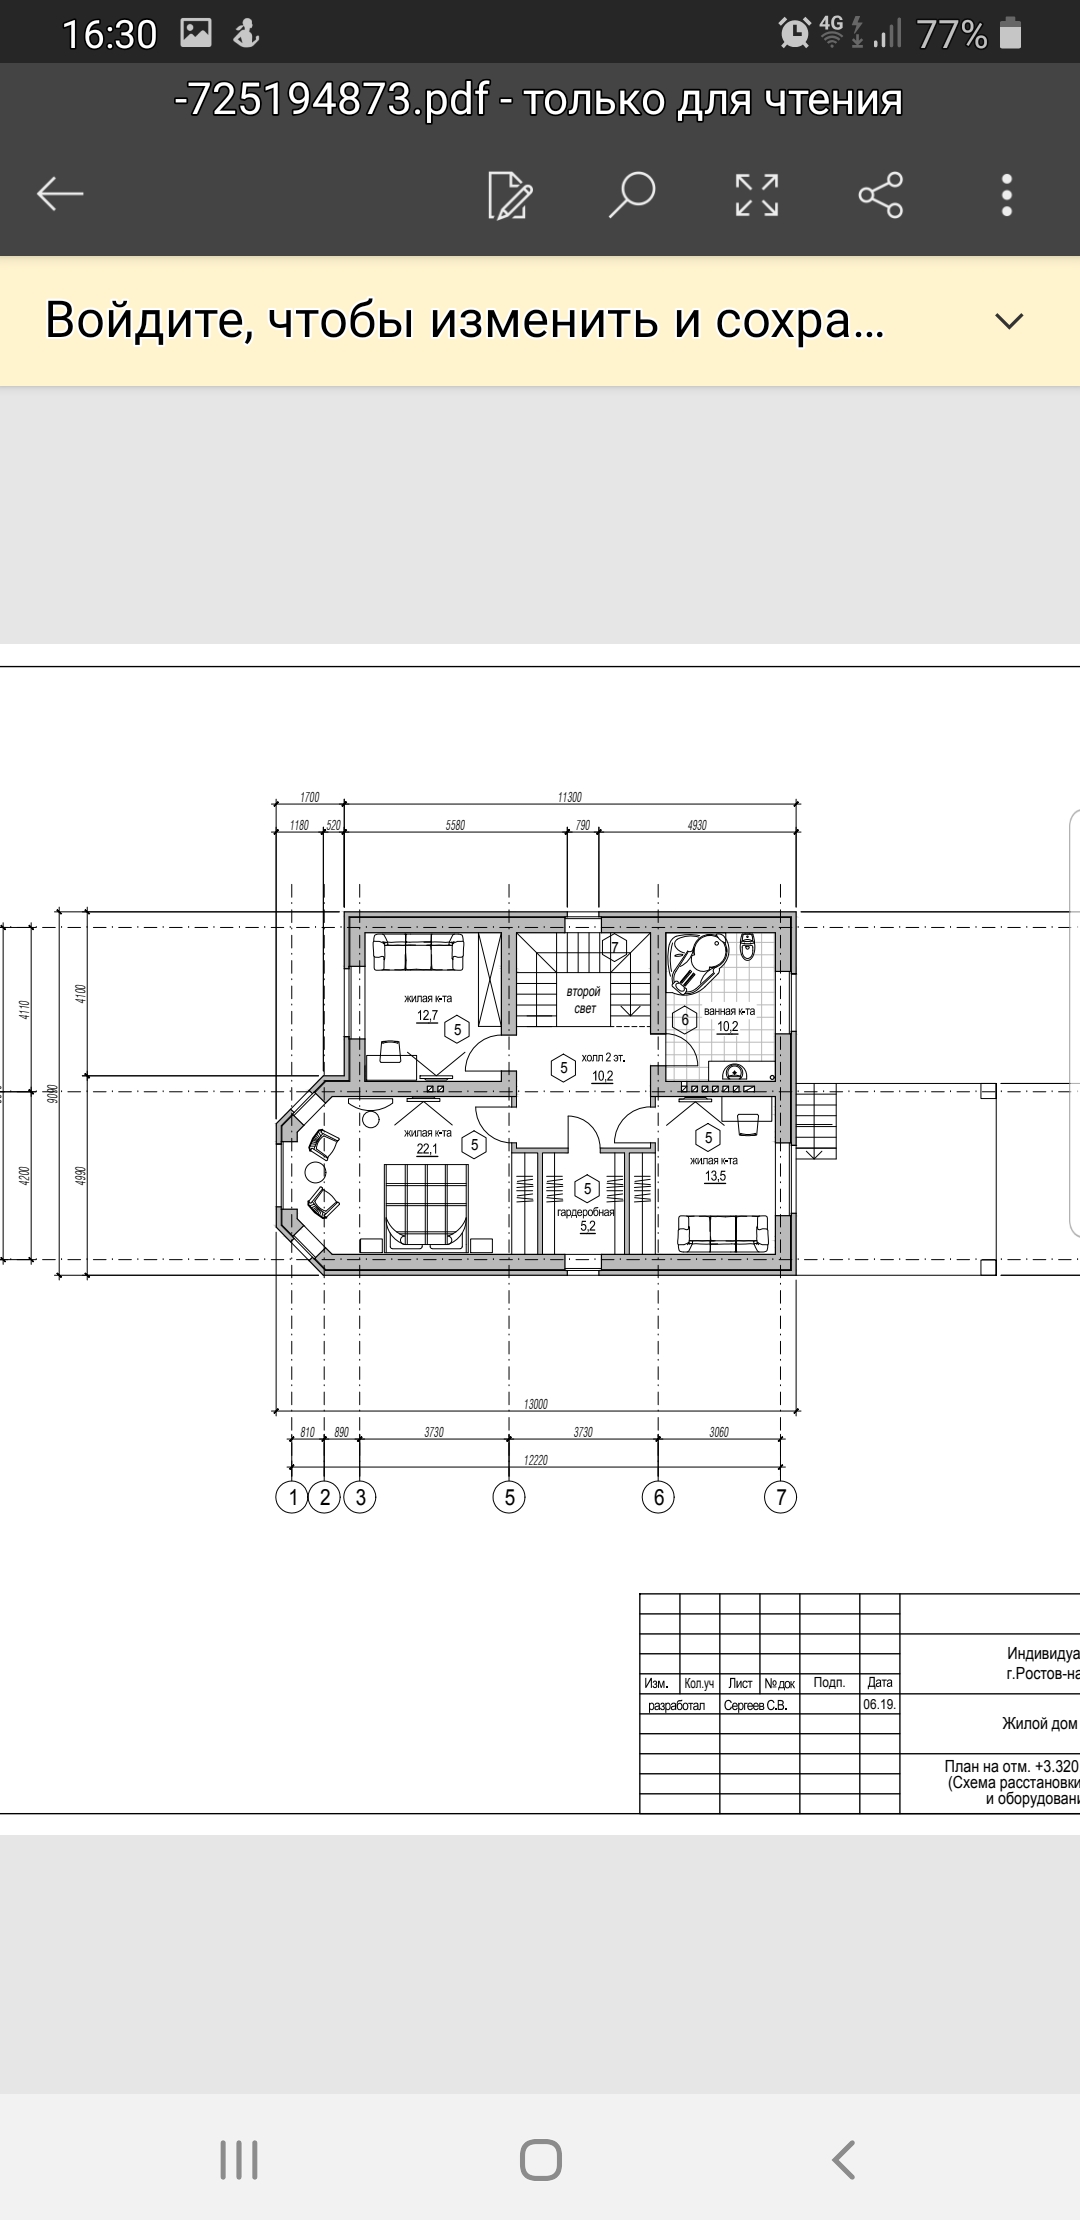 16:30
4G
77%
-725194873.pdf - только для чтения
Войдите, чтобы изменить и сохра...
1700
11300
1180
520
5580
790
4930
4110
4100
9090
4200
4990
жилая к-та
12,7
5
7
второй
свет
6
ванная к-та
10,2
5
холл 2 эт.
10,2
жилая к-та
22,1
5
5
жилая к-та
13,5
5
гардеробная
5,2
13000
810
890
3730
3730
3060
12220
1
2
3
5
6
7
Индивидуа
г.Ростов-на
Изм.
Кол.уч
Лист
№док
Подп.
Дата
разработал
Сергеев С.В.
06.19.
Жилой дом
План на отм. +3.320
(Схема расстановки
и оборудовани